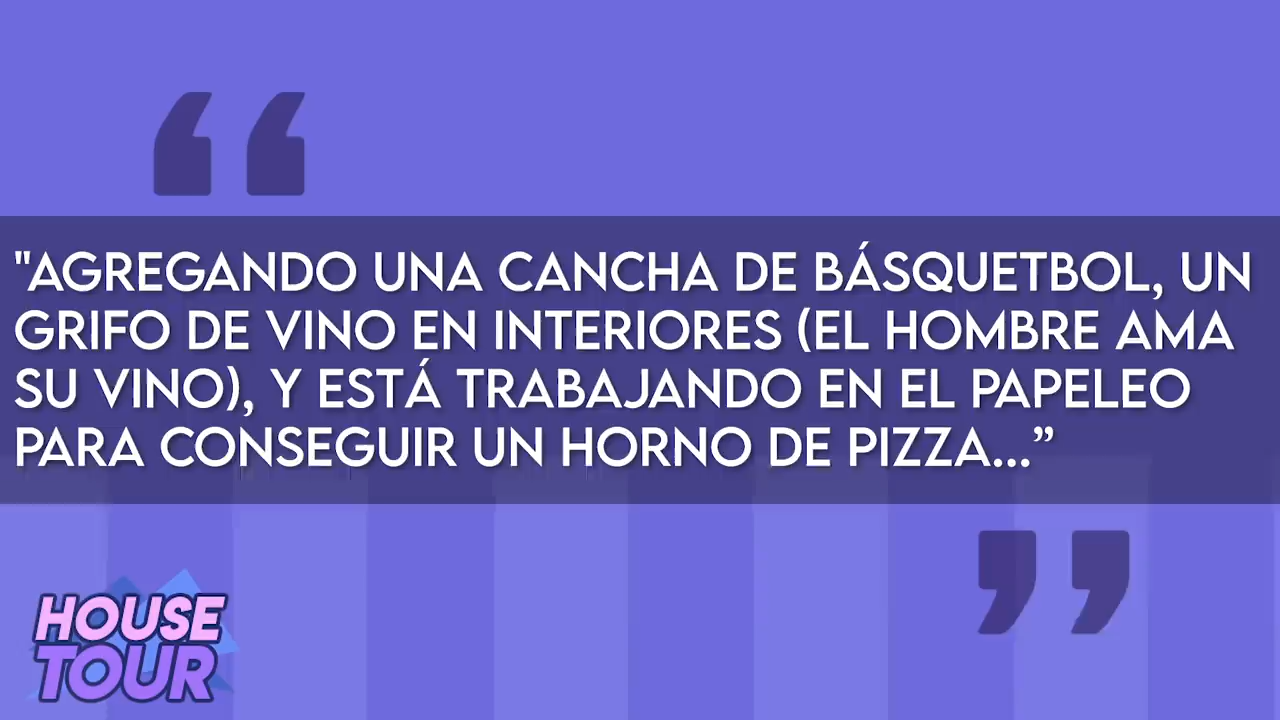 "AGREGANDO UNA CANCHA DE BÁSQUETBOL, UN
GRIFO DE VINO EN INTERIORES (EL HOMBRE AMA
SU VINO), Y ESTÁ TRABAJANDO EN EL PAPELEO
PARA CONSEGUIR UN HORNO DE PIZZA...”
HOUSE
TOUR